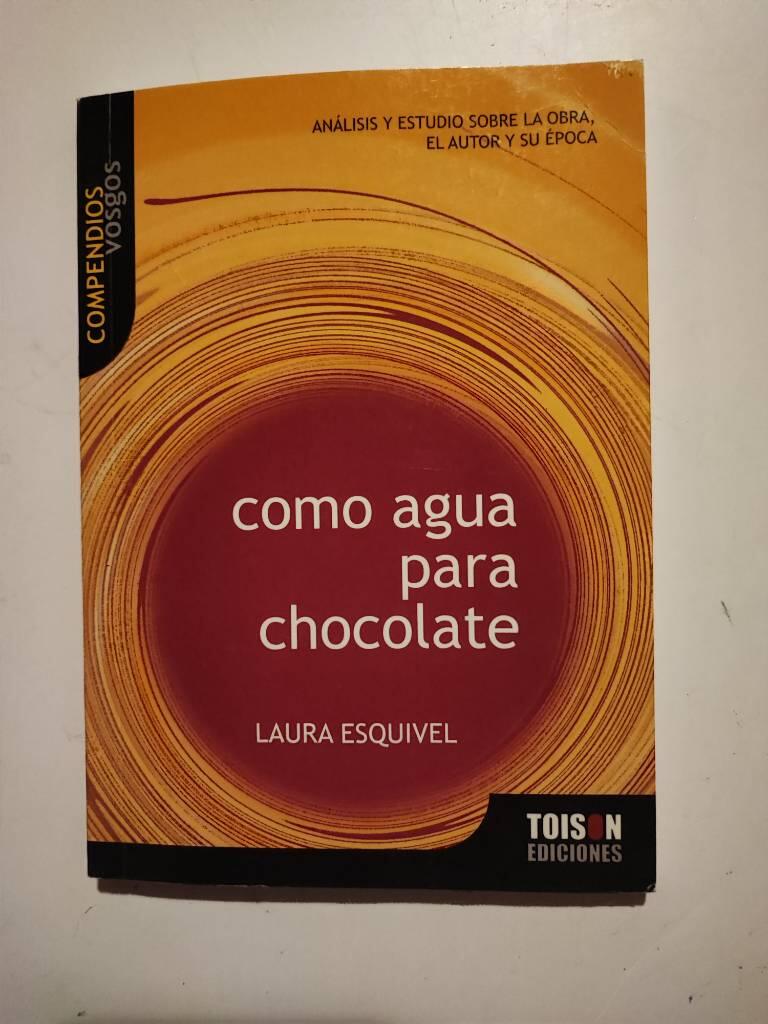 ANÁLISIS Y ESTUDIO SOBRE LA OBRA,
EL AUTOR Y SU ÉPOCA
COMPENDIOS
vosgos
como agua
para
chocolate
LAURA ESQUIVEL
TOISON
EDICIONES